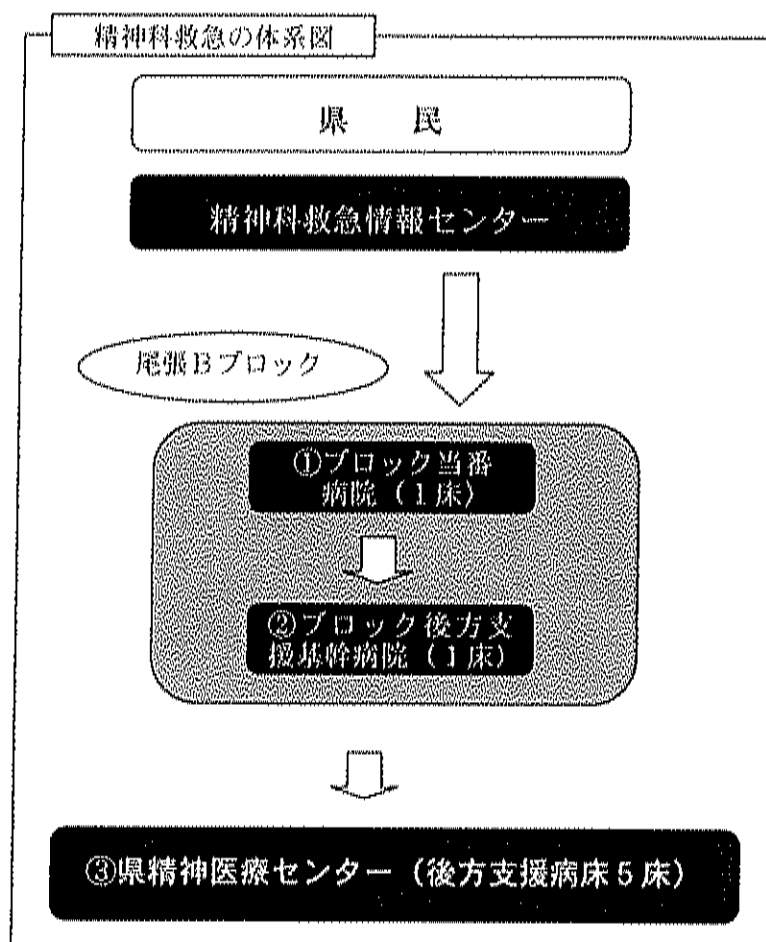 精神科救急の体系図
県　　民
精神科救急情報センター
尾張Bブロック
①ブロック当番
病院（1床）
②ブロック後方支
援基幹病院（1床）
③県精神医療センター（後方支援病床5床）